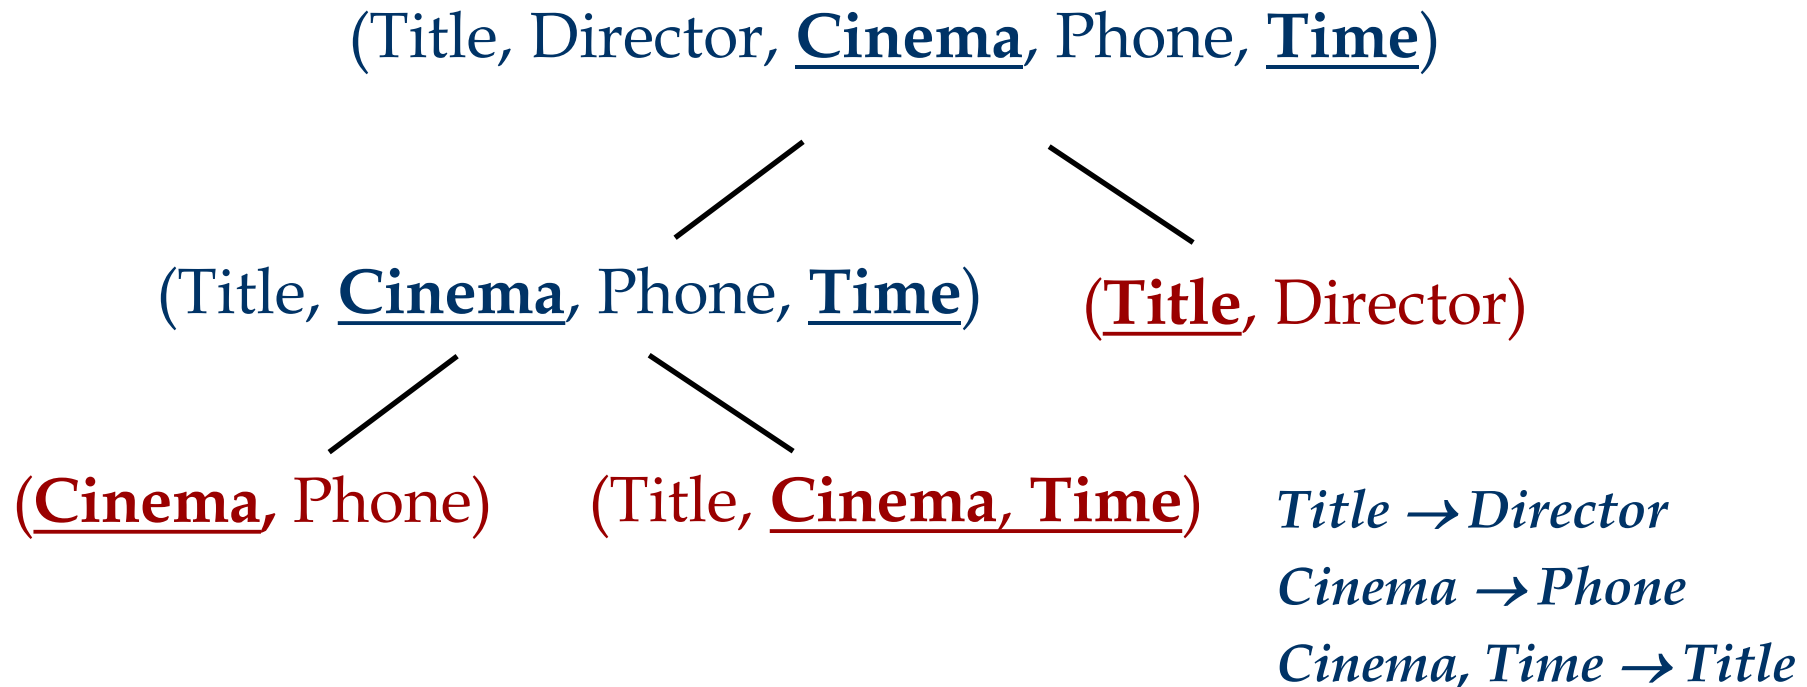 (Title, Director, Cinema, Phone, Time)
(Title, Cinema, Phone, Time)
(Title, Director)
(Cinema, Phone)
(Title, Cinema, Time)
Title → Director
Cinema → Phone
Cinema, Time → Title